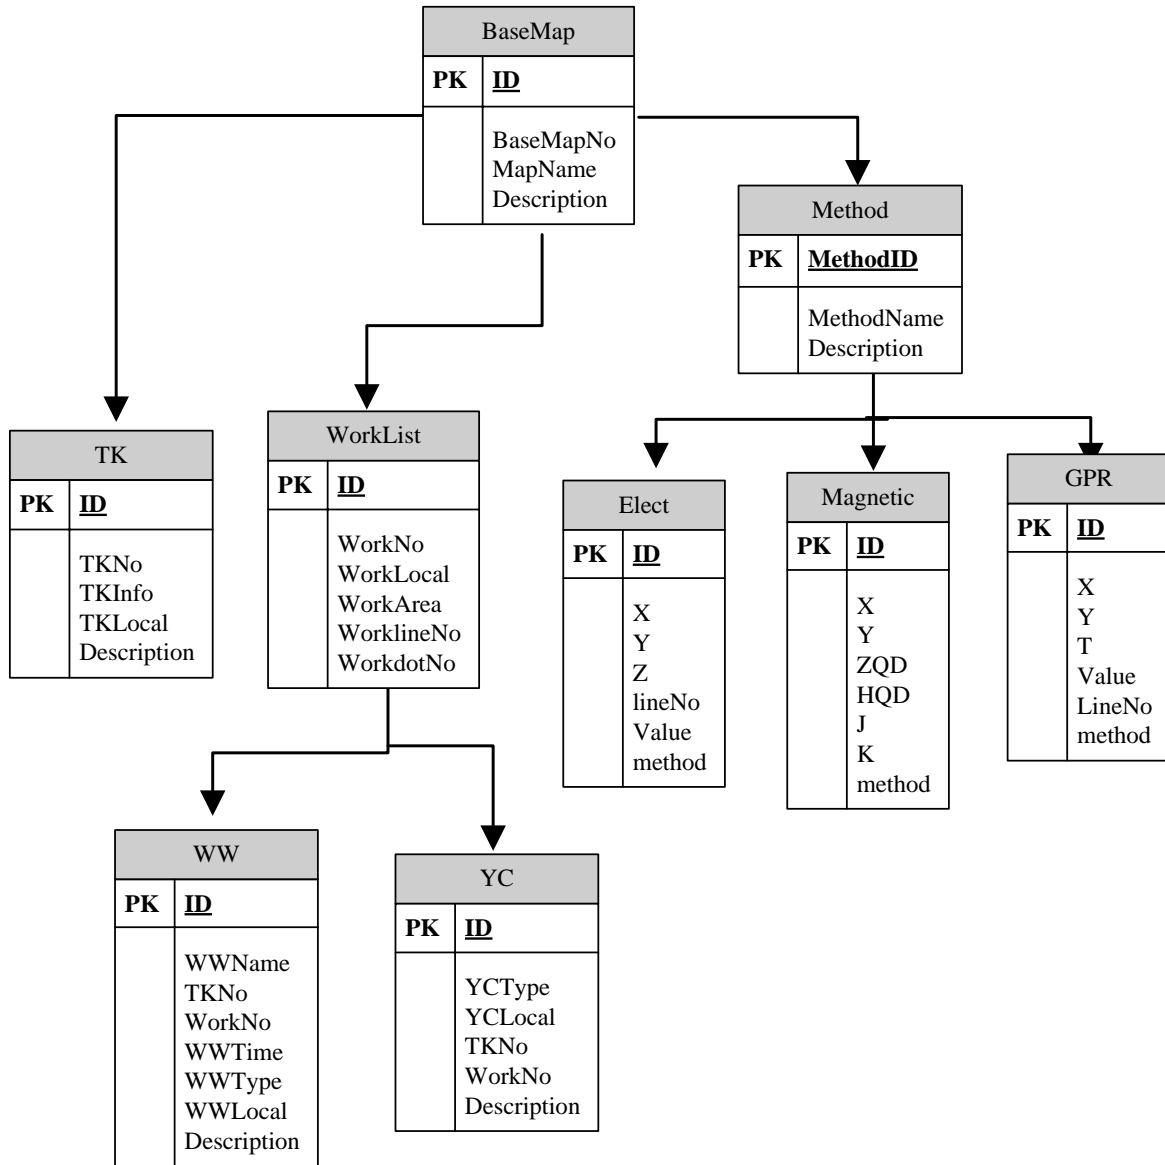 BaseMap
PK ID
BaseMapNo
MapName
Description
Method
PK MethodID
MethodName
Description
TK
PK ID
TKNo
TKInfo
TKLocal
Description
WorkList
PK ID
WorkNo
WorkLocal
WorkArea
WorklineNo
WorkdotNo
Elect
PK ID
X
Y
Z
lineNo
Value
method
Magnetic
PK ID
X
Y
ZQD
HQD
J
K
method
GPR
PK ID
X
Y
T
Value
LineNo
method
WW
PK ID
WWName
TKNo
WorkNo
WWTime
WWType
WWLocal
Description
YC
PK ID
YCType
YCLocal
TKNo
WorkNo
Description